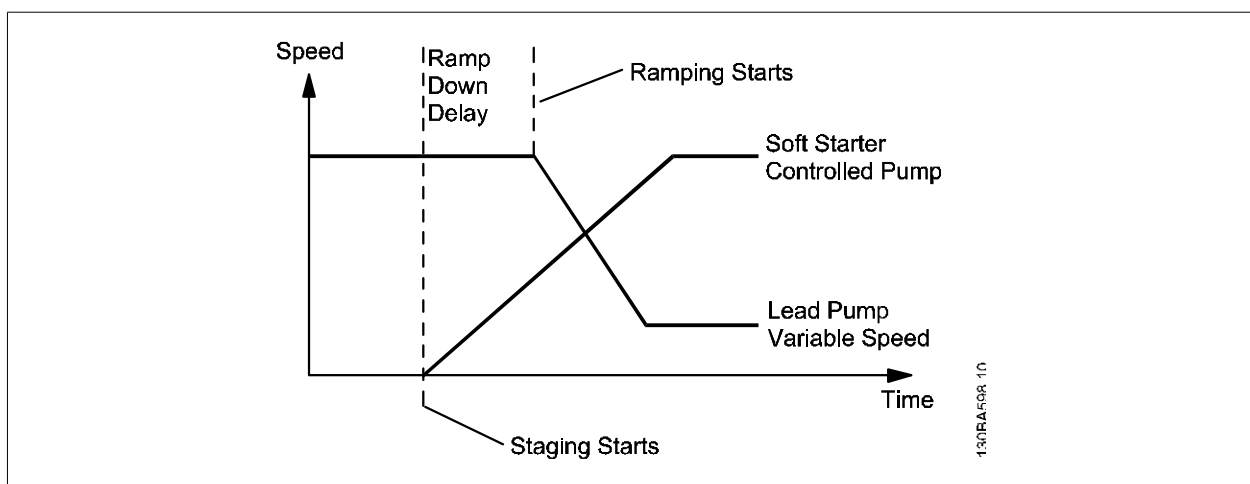 Speed
Ramp
Down
Delay
Ramping Starts
Soft Starter
Controlled Pump
Lead Pump
Variable Speed
Time
Staging Starts
130BA598.10